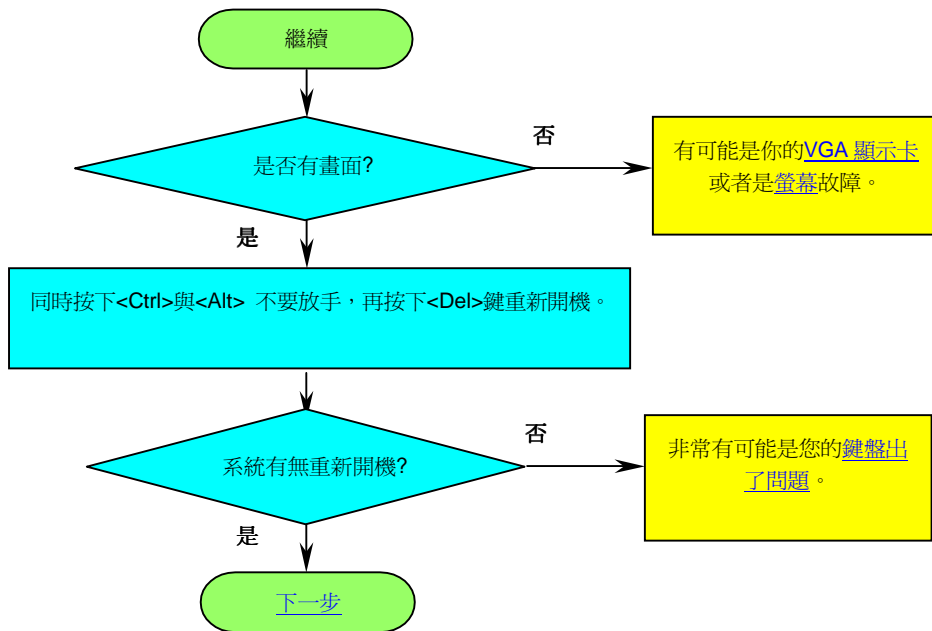 繼續
是否有畫面?
否
有可能是你的VGA 顯示卡
或者是螢幕故障。
是
同時按下<Ctrl>與<Alt> 不要放手，再按下<Del>鍵重新開機。
系統有無重新開機?
否
非常有可能是您的鍵盤出
了問題。
是
下一步